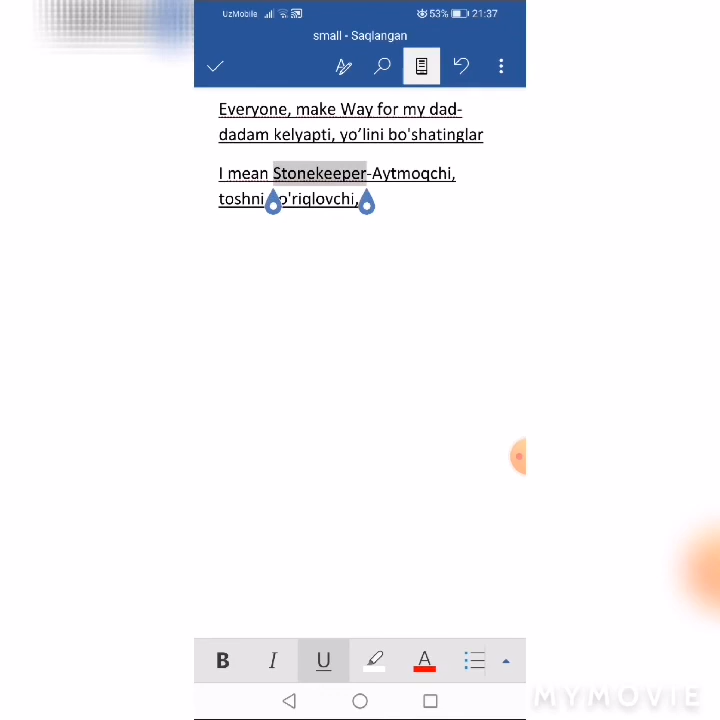 UzMobile 53% 21:37
small - Saqlangan
Everyone, make Way for my dad-
dadam kelyapti, yo’lini bo'shatinglar
I mean Stonekeeper-Aytmoqchi,
toshni o'riqlovchi,
B I U A
MYMOVIE